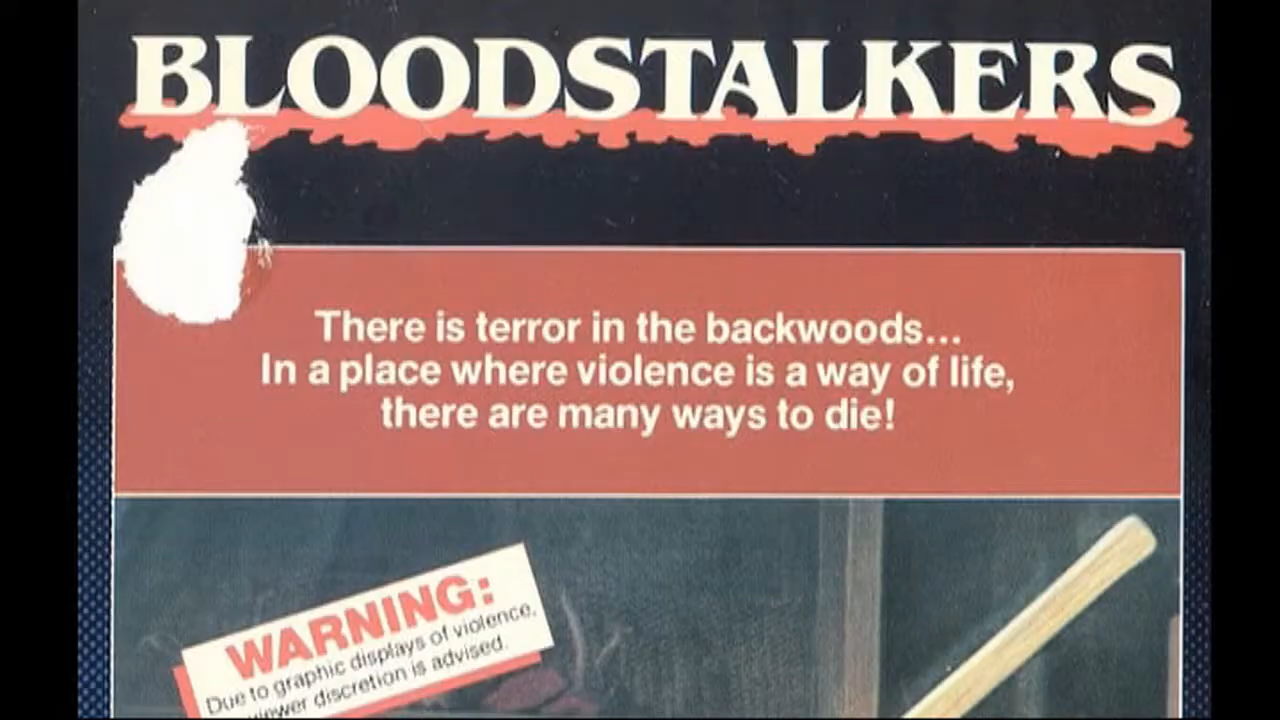 BLOODSTALKERS
There is terror in the backwoods...
In a place where violence is a way of life,
there are many ways to die!
WARNING:
Due to graphic displays of violence,
viewer discretion is advised.